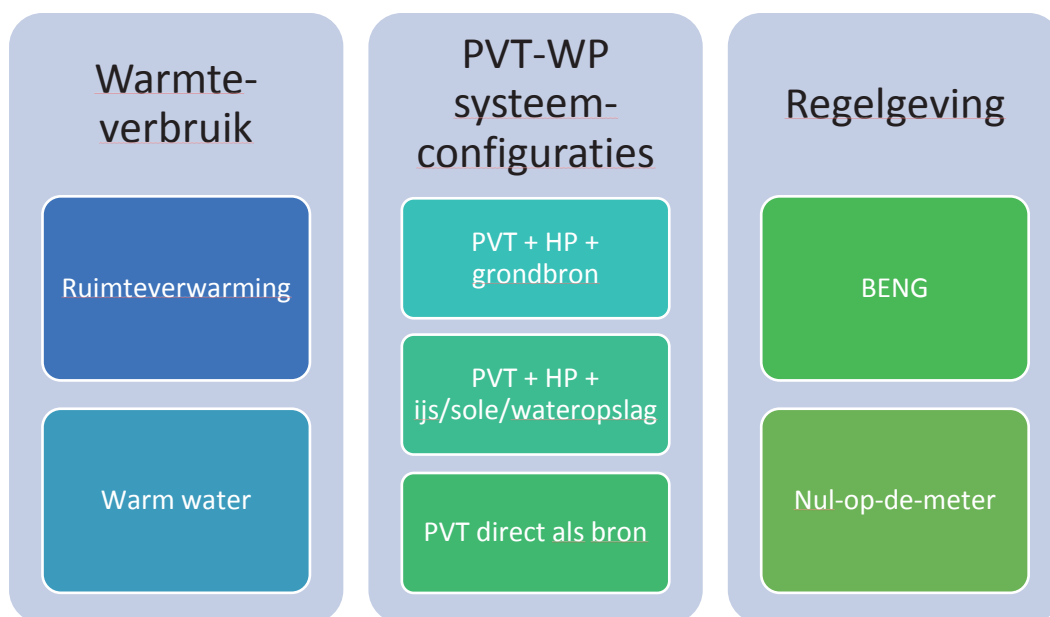 Warmte-
verbruik
Ruimteverwarming
Warm water
PVT-WP
systeem-
configuraties
PVT + HP +
grondbron
PVT + HP +
ijs/sole/wateropslag
PVT direct als bron
Regelgeving
BENG
Nul-op-de-meter